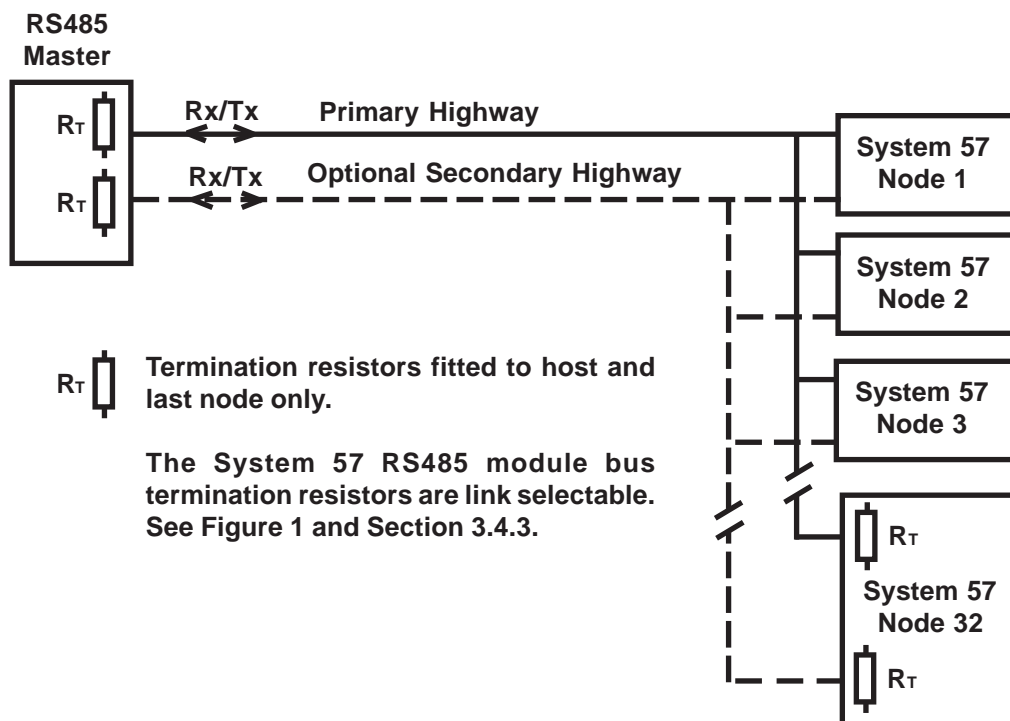 RS485
Master
RT
RT
Rx/Tx
Primary Highway
Rx/Tx
Optional Secondary Highway
System 57
Node 1
System 57
Node 2
System 57
Node 3
RT
Termination resistors fitted to host and
last node only.
The System 57 RS485 module bus
termination resistors are link selectable.
See Figure 1 and Section 3.4.3.
RT
System 57
Node 32
RT